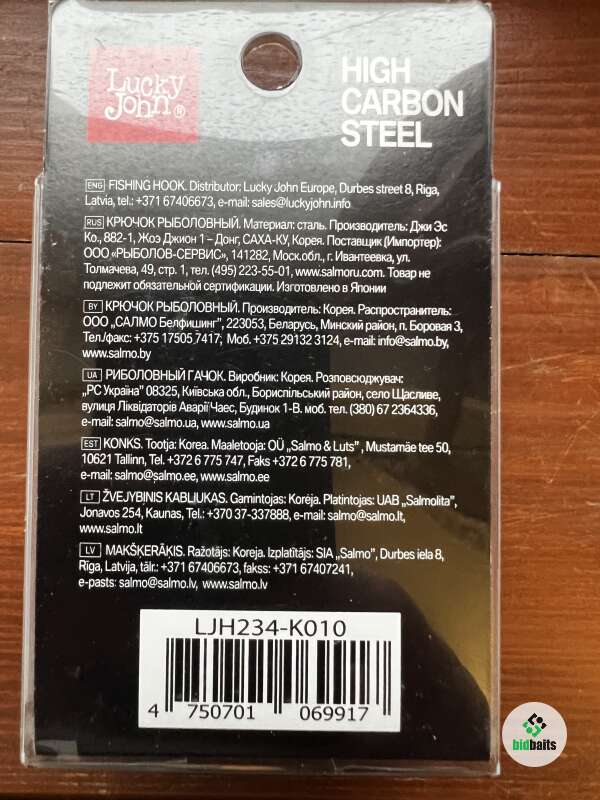 Lucky
John®
HIGH
CARBON
STEEL
ENG FISHING HOOK. Distributor: Lucky John Europe, Durbes street 8, Riga,
Latvia, tel.: +371 67406673, e-mail: sales@luckyjohn.info
RUS КРЮЧОК РЫБОЛОВНЫЙ. Материал: сталь. Производитель: Джи Эс
Ко., 882-1, Жоэ Джион 1 – Донг, САХА-КУ, Корея. Поставщик (Импортер):
ООО «РЫБОЛОВ-СЕРВИС», 141282, Моск.обл., г. Ивантеевка, ул.
Толмачева, 49, стр. 1, тел. (495) 223-55-01, www.salmoru.com. Товар не
подлежит обязательной сертификации. Изготовлено в Японии
BY КРЮЧОК РЫБОЛОВНЫЙ. Производитель: Корея. Распространитель:
ООО „САЛМО Белфишинг", 223053, Беларусь, Минский район, п. Боровая 3,
Тел./факс: +375 17505 7417; Моб. +375 29132 3124, e-mail: info@salmo.by,
www.salmo.by
UA РИБОЛОВНИЙ ГАЧОК. Виробник: Корея. Розповсюджувач:
„РС Україна" 08325, Київська обл., Бориспільський район, село Щасливе,
вулиця Ліквідаторів Аварії Чаес, Будинок 1-В. моб. тел. (380) 67 2364336,
e-mail: salmo@salmo.ua, www.salmo.ua
EST KONKS. Tootja: Korea. Maaletooja: OÜ „Salmo & Luts" , Mustamäe tee 50,
10621 Tallinn, Tel. +372 6 775 747, Faks +372 6 775 781,
e-mail: salmo@salmo.ee, www.salmo.ee
LT ŽVEJYBINIS KABLIUKAS. Gamintojas: Korėja. Platintojas: UAB „Salmolita",
Jonavos 254, Kaunas, Tel.: +370 37-337888, e-mail: salmo@salmo.lt,
www.salmo.lt
LV MAKŠĶERĀĶIS. Ražotājs: Koreja. Izplatītājs: SIA „Salmo", Durbes iela 8,
Rīga, Latvija, tālr.: +371 67406673, fakss: +371 67407241,
e-pasts: salmo@salmo.lv, www.salmo.lv
LJH234-K010
4 750701 069917
bidbaits